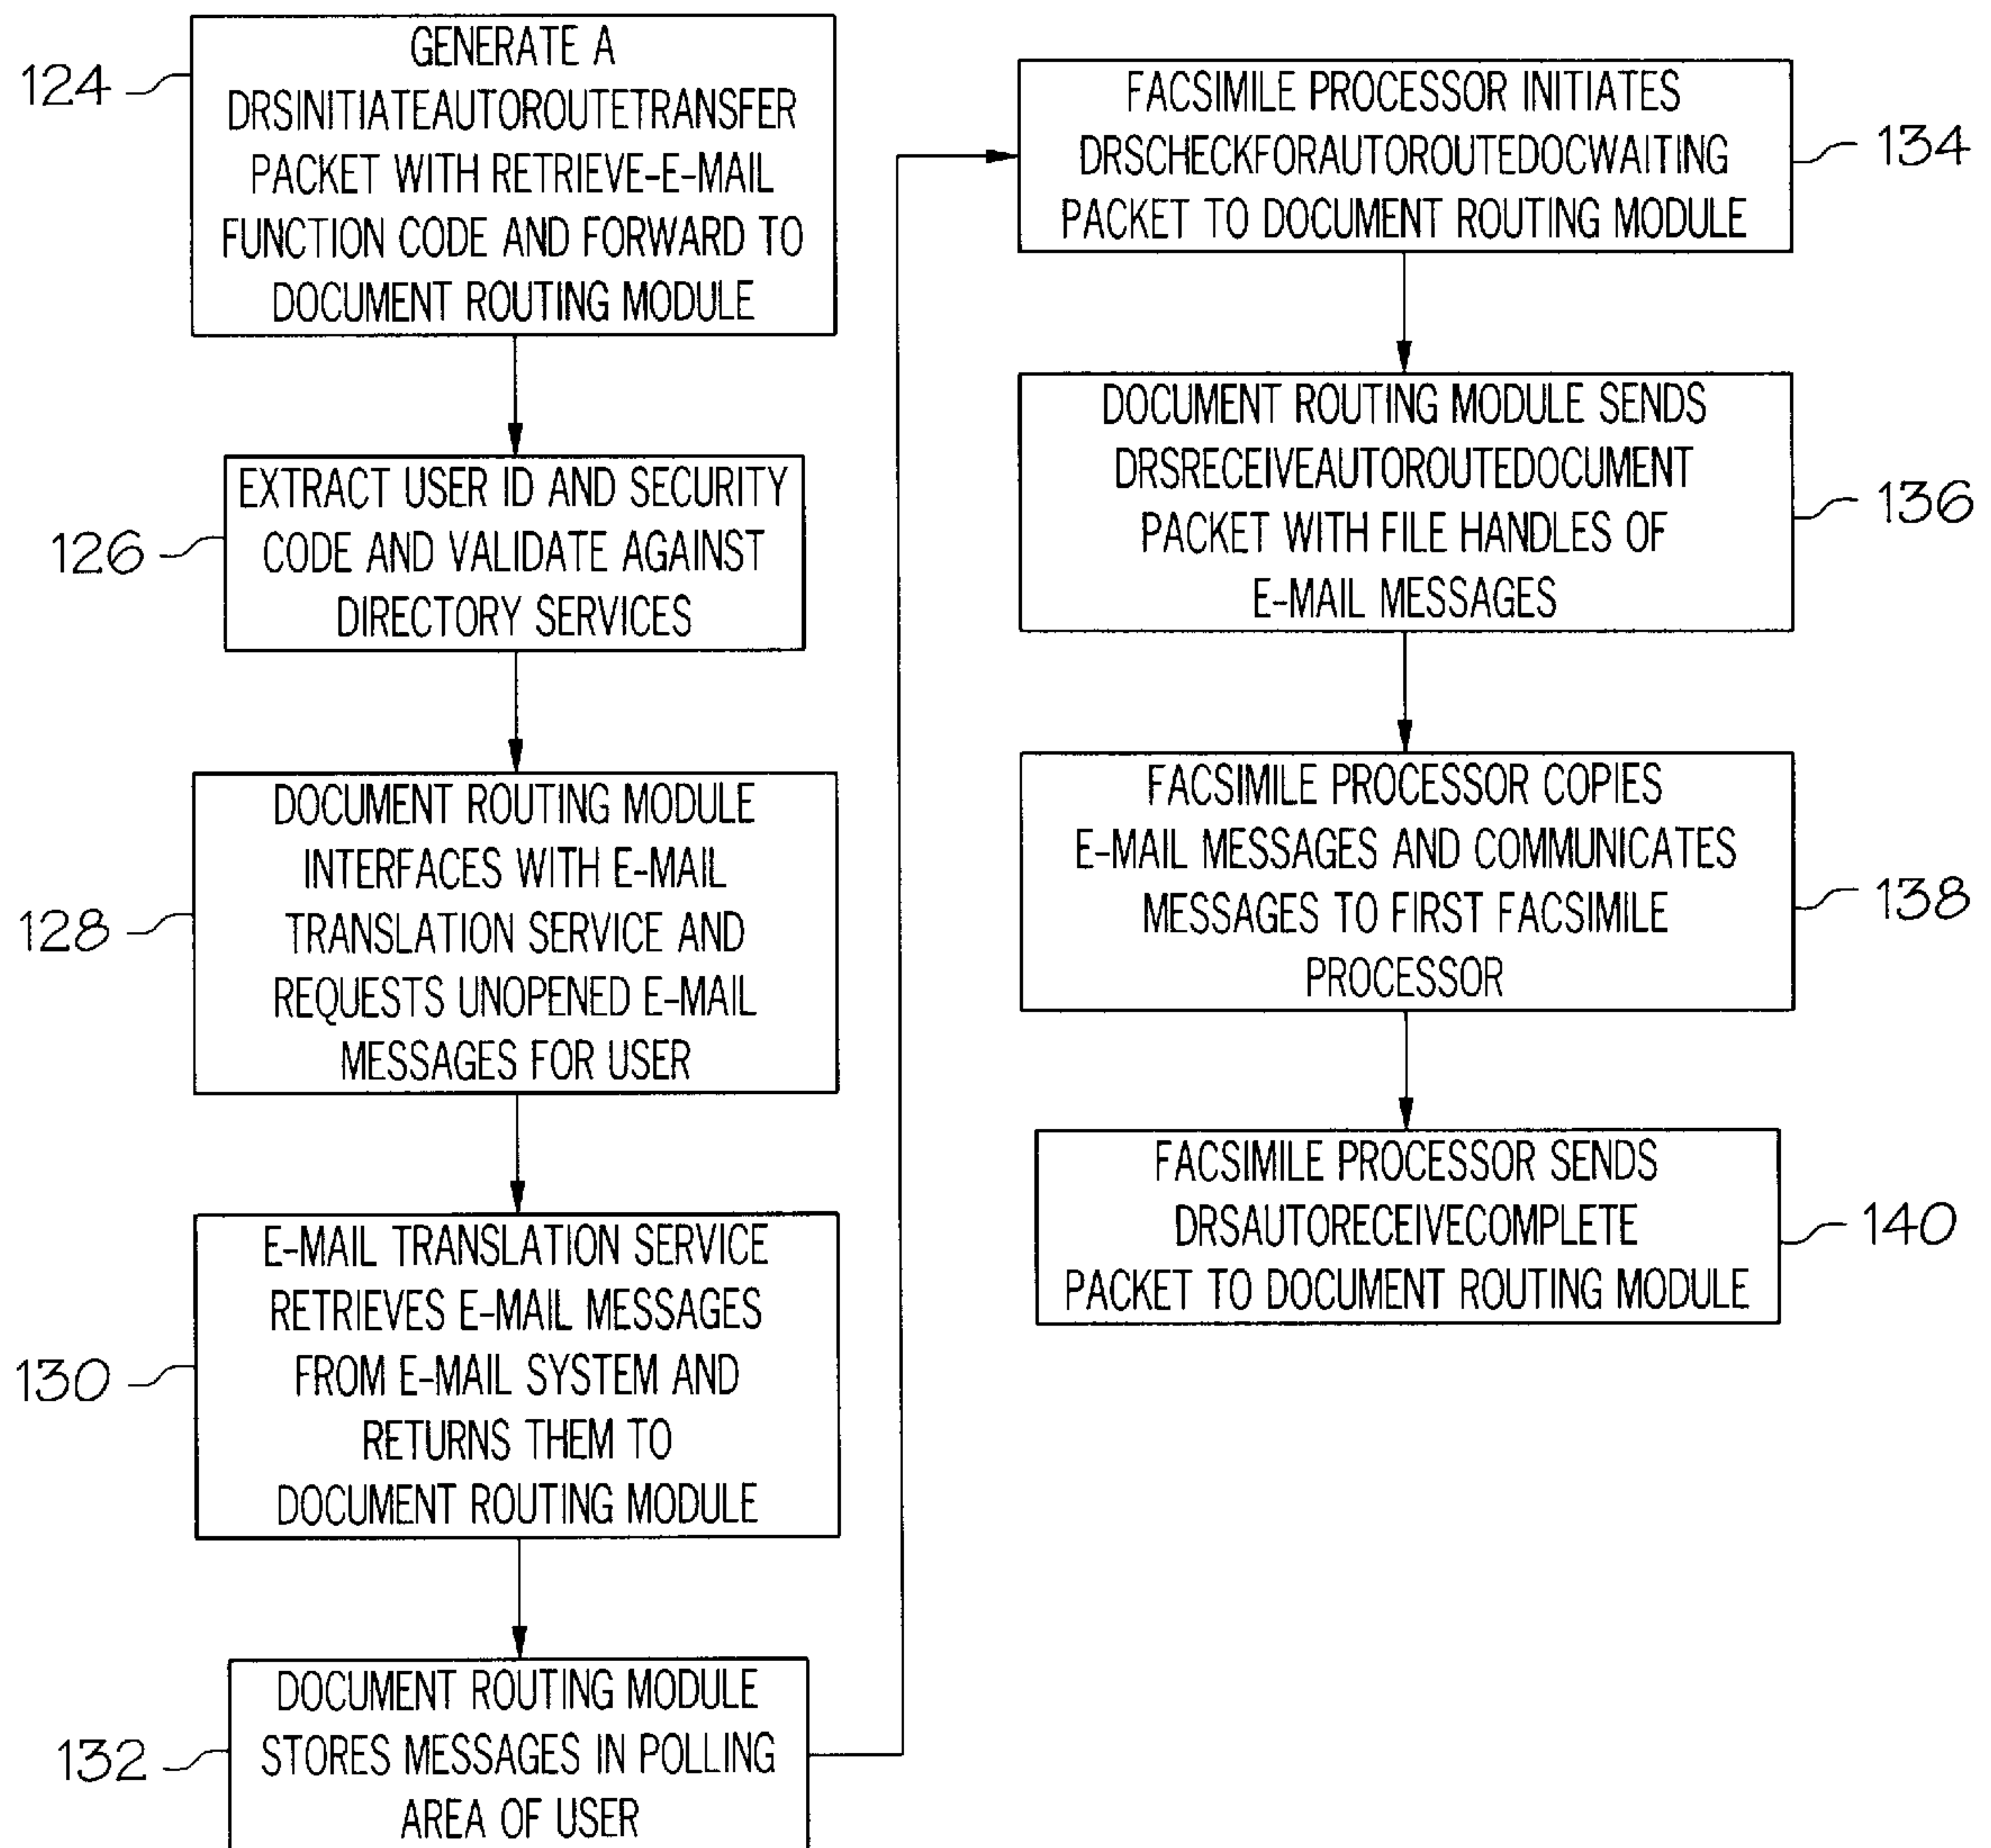 124
GENERATE A
DRSINITIATEAUTOROUTETRANSFER
PACKET WITH RETRIEVE-E-MAIL
FUNCTION CODE AND FORWARD TO
DOCUMENT ROUTING MODULE
126
EXTRACT USER ID AND SECURITY
CODE AND VALIDATE AGAINST
DIRECTORY SERVICES
128
DOCUMENT ROUTING MODULE
INTERFACES WITH E-MAIL
TRANSLATION SERVICE AND
REQUESTS UNOPENED E-MAIL
MESSAGES FOR USER
130
E-MAIL TRANSLATION SERVICE
RETRIEVES E-MAIL MESSAGES
FROM E-MAIL SYSTEM AND
RETURNS THEM TO
DOCUMENT ROUTING MODULE
132
DOCUMENT ROUTING MODULE
STORES MESSAGES IN POLLING
AREA OF USER
FACSIMILE PROCESSOR INITIATES
DRSCHECKFORAUTOROUTEDOCWAITING
PACKET TO DOCUMENT ROUTING MODULE
134
DOCUMENT ROUTING MODULE SENDS
DRSRECEIVEAUTOROUTEDOCUMENT
PACKET WITH FILE HANDLES OF
E-MAIL MESSAGES
136
FACSIMILE PROCESSOR COPIES
E-MAIL MESSAGES AND COMMUNICATES
MESSAGES TO FIRST FACSIMILE
PROCESSOR
138
FACSIMILE PROCESSOR SENDS
DRSAUTORECEIVECOMPLETE
PACKET TO DOCUMENT ROUTING MODULE
140